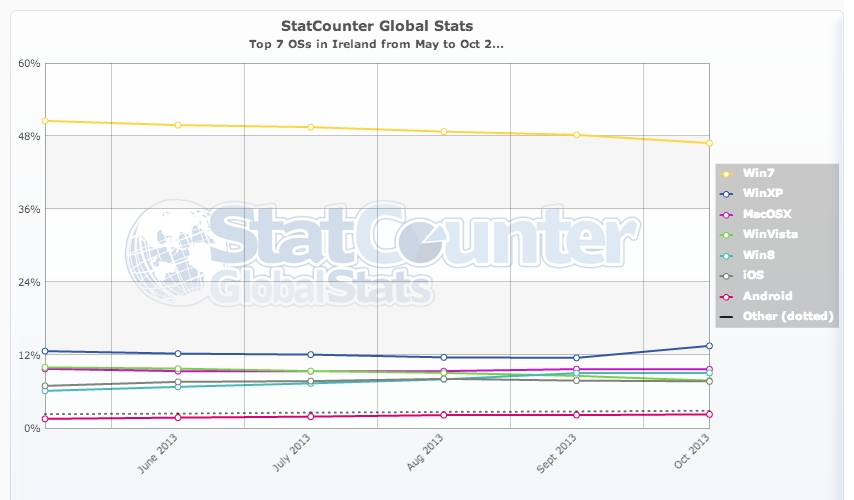 StatCounter Global Stats
Top 7 OSs in Ireland from May to Oct 2...
60%
48%
36%
24%
12%
0%
StatCounter
GlobalStats
June 2013
July 2013
Aug 2013
Sept 2013
Oct 2013
Win7
WinXP
MacOSX
WinVista
Win8
iOS
Android
Other (dotted)